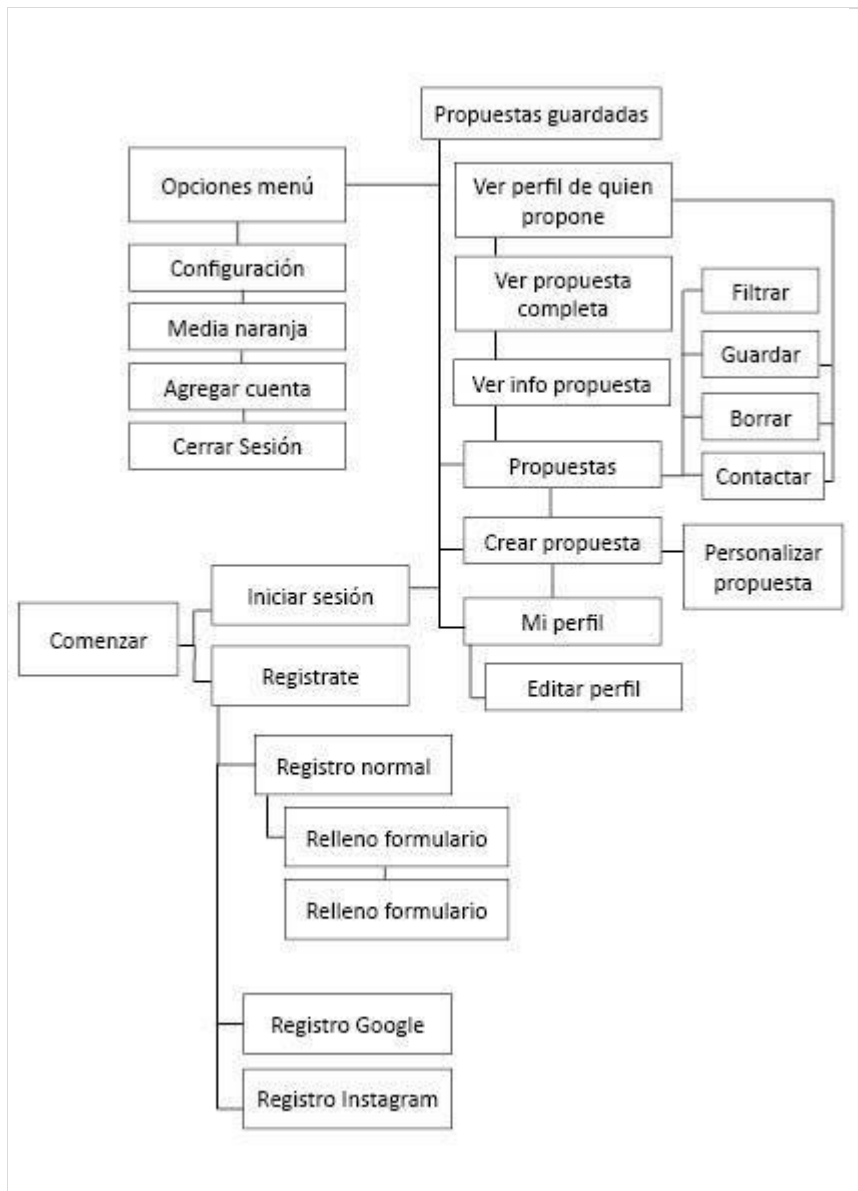 Propuestas guardadas
Opciones menú
Ver perfil de quien
propone
Configuración
Ver propuesta
completa
Filtrar
Media naranja
Guardar
Agregar cuenta
Ver info propuesta
Borrar
Cerrar Sesión
Propuestas
Contactar
Crear propuesta
Personalizar
propuesta
Iniciar sesión
Comenzar
Mi perfil
Registrate
Editar perfil
Registro normal
Relleno formulario
Relleno formulario
Registro Google
Registro Instagram